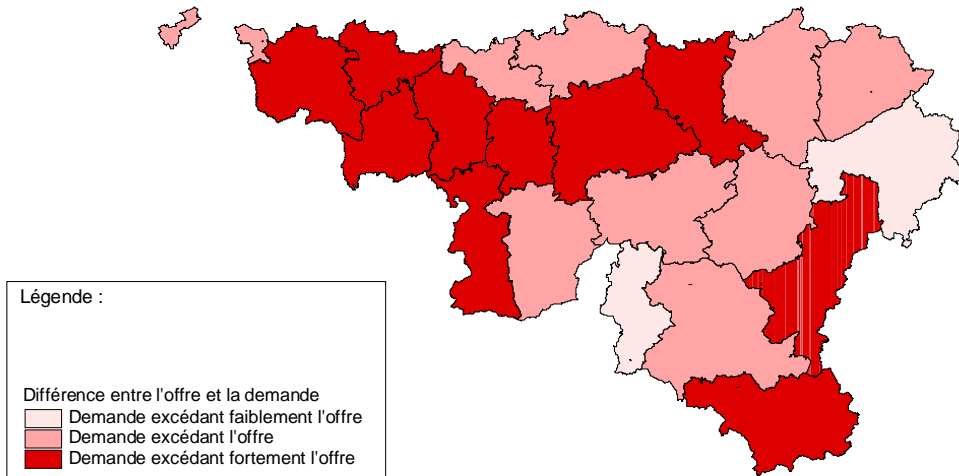 Légende :
Différence entre l'offre et la demande
Demande excédant faiblement l'offre
Demande excédant l'offre
Demande excédant fortement l'offre